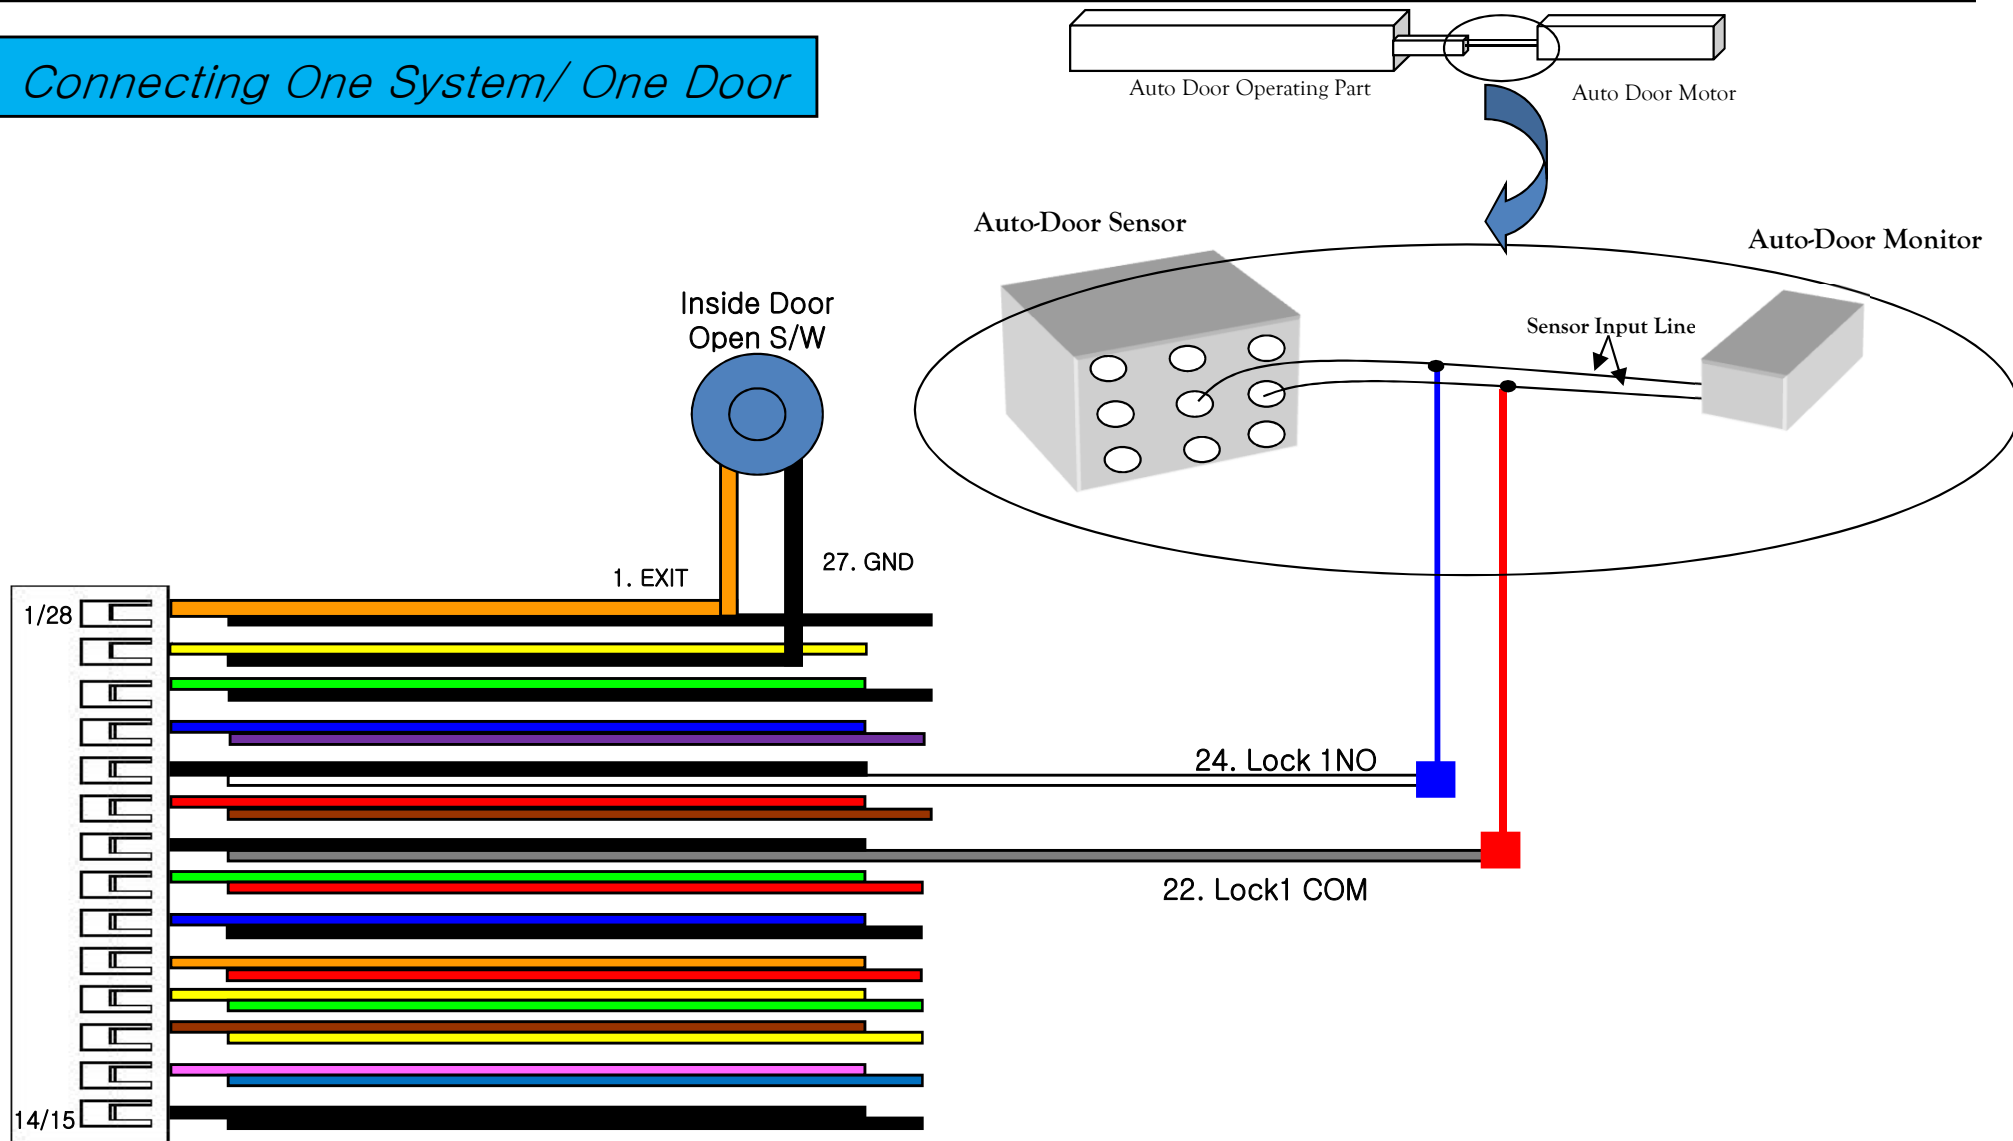 Connecting One System/ One Door
Auto Door Operating Part
Auto Door Motor
Auto-Door Sensor
Auto-Door Monitor
Sensor Input Line
Inside Door
Open S/W
1. EXIT
27. GND
1/28
24. Lock 1NO
22. Lock1 COM
14/15